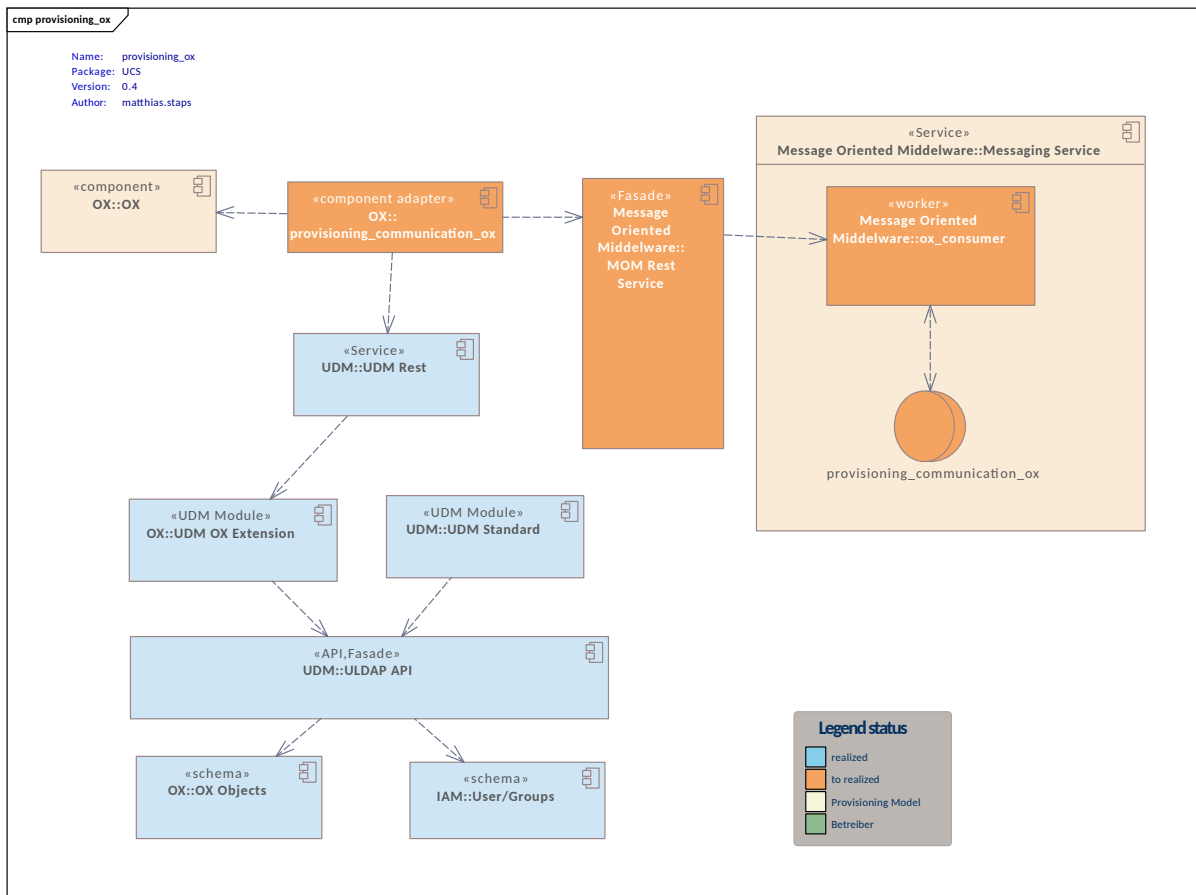 cmp provisioning_ox
Name: provisioning_ox
Package: UCS
Version: 0.4
Author: matthias.staps
«Service»
Message Oriented Middelware::Messaging Service
«component»
OX::OX
«component adapter»
OX::
provisioning_communication_ox
«Fasade»
Message
Oriented
Middelware::
MOM Rest
Service
«worker»
Message Oriented
Middelware::ox_consumer
«Service»
UDM::UDM Rest
provisioning_communication_ox
«UDM Module»
OX::UDM OX Extension
«UDM Module»
UDM::UDM Standard
«API,Fasade»
UDM::ULDAP API
«schema»
OX::OX Objects
«schema»
IAM::User/Groups
Legend status
realized
to realized
Provisioning Model
Betreiber